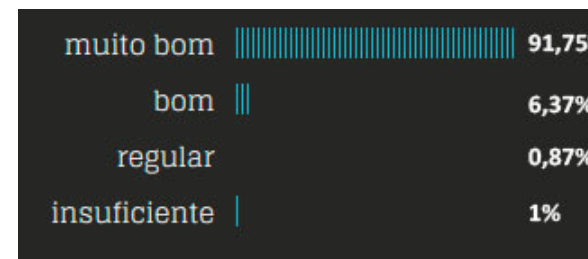 muito bom 91,75
bom 6,37%
regular 0,87%
insuficiente 1%